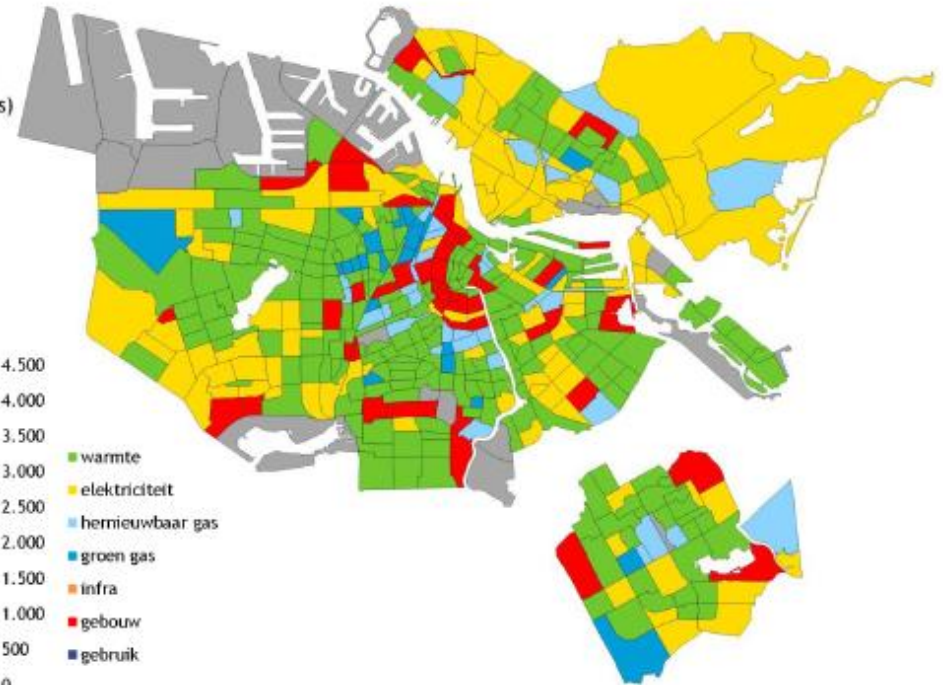 s)
4.500
4.000
3.500
3.000
2.500
2.000
1.500
1.000
500
0
warmte
elektriciteit
hernieuwbaar gas
groen gas
infra
gebouw
gebruik